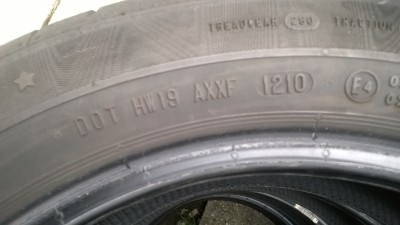 TREADWEAR 280 TRACTION
DOT HW19 AXXF 1210 E4